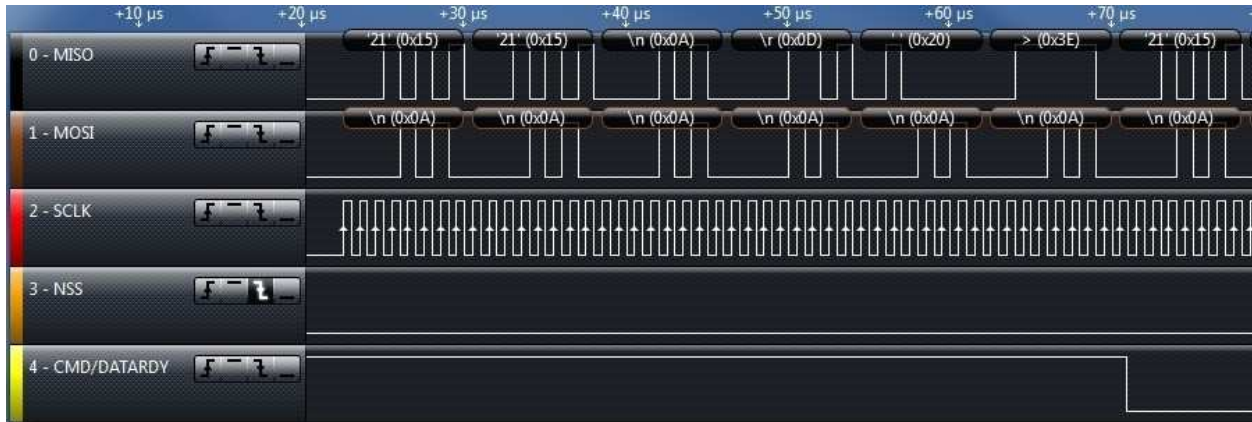 +10 µs +20 µs +30 µs +40 µs +50 µs +60 µs +70 µs
0 - MISO '21' (0x15) '21' (0x15) \n (0x0A) \r (0x0D) ' ' (0x20) > (0x3E) '21' (0x15)
1 - MOSI \n (0x0A) \n (0x0A) \n (0x0A) \n (0x0A) \n (0x0A) \n (0x0A) \n (0x0A)
2 - SCLK
3 - NSS
4 - CMD/DATARDY